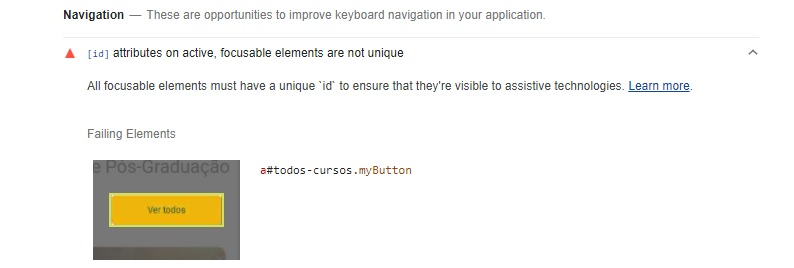 Navigation — These are opportunities to improve keyboard navigation in your application.
[id] attributes on active, focusable elements are not unique
All focusable elements must have a unique `id` to ensure that they're visible to assistive technologies. Learn more.
Failing Elements
e Pós-Graduação
a#todos-cursos.myButton
Ver todos